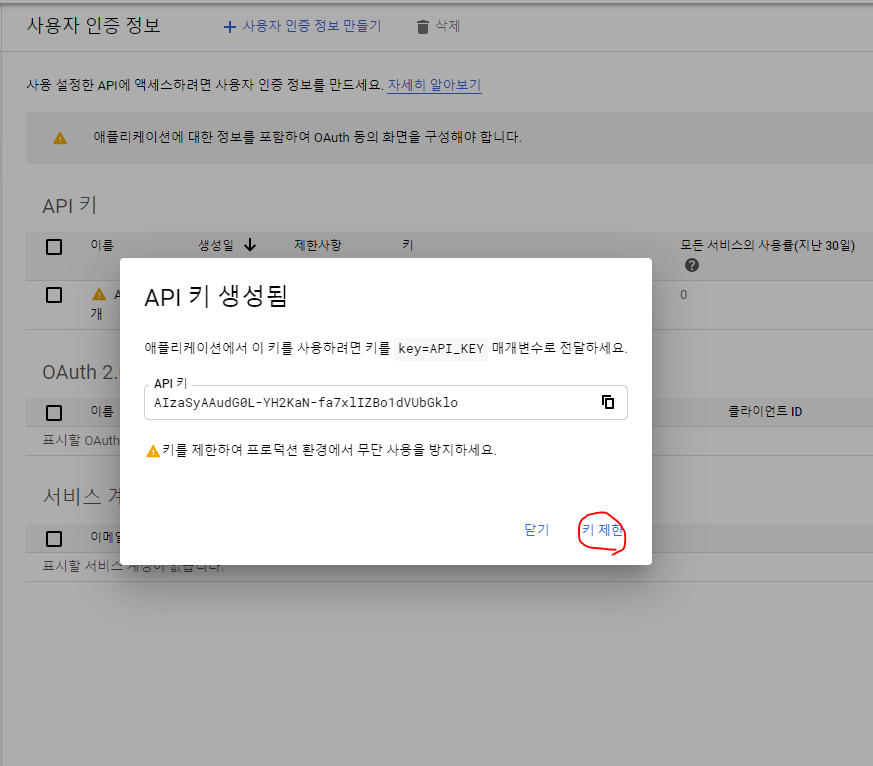 사용자 인증 정보
사용자 인증 정보 만들기
삭제
사용 설정한 API에 액세스하려면 사용자 인증 정보를 만드세요. 자세히 알아보기
애플리케이션에 대한 정보를 포함하여 OAuth 동의 화면을 구성해야 합니다.
API 키
이름 생성일 제한사항 키 모든 서비스의 사용률(지난 30일)
개 0
API 키 생성됨
애플리케이션에서 이 키를 사용하려면 키를 key=API_KEY 매개변수로 전달하세요.
API 키
AIzaSyAAudG0L-YH2KaN-fa7xlIZBo1dVUbGklo
키를 제한하여 프로덕션 환경에서 무단 사용을 방지하세요.
닫기 키 제한
OAuth 2.
이름 클라이언트 ID
표시할 OAuth
서비스
표시할 서비스 계정이 없습니다.